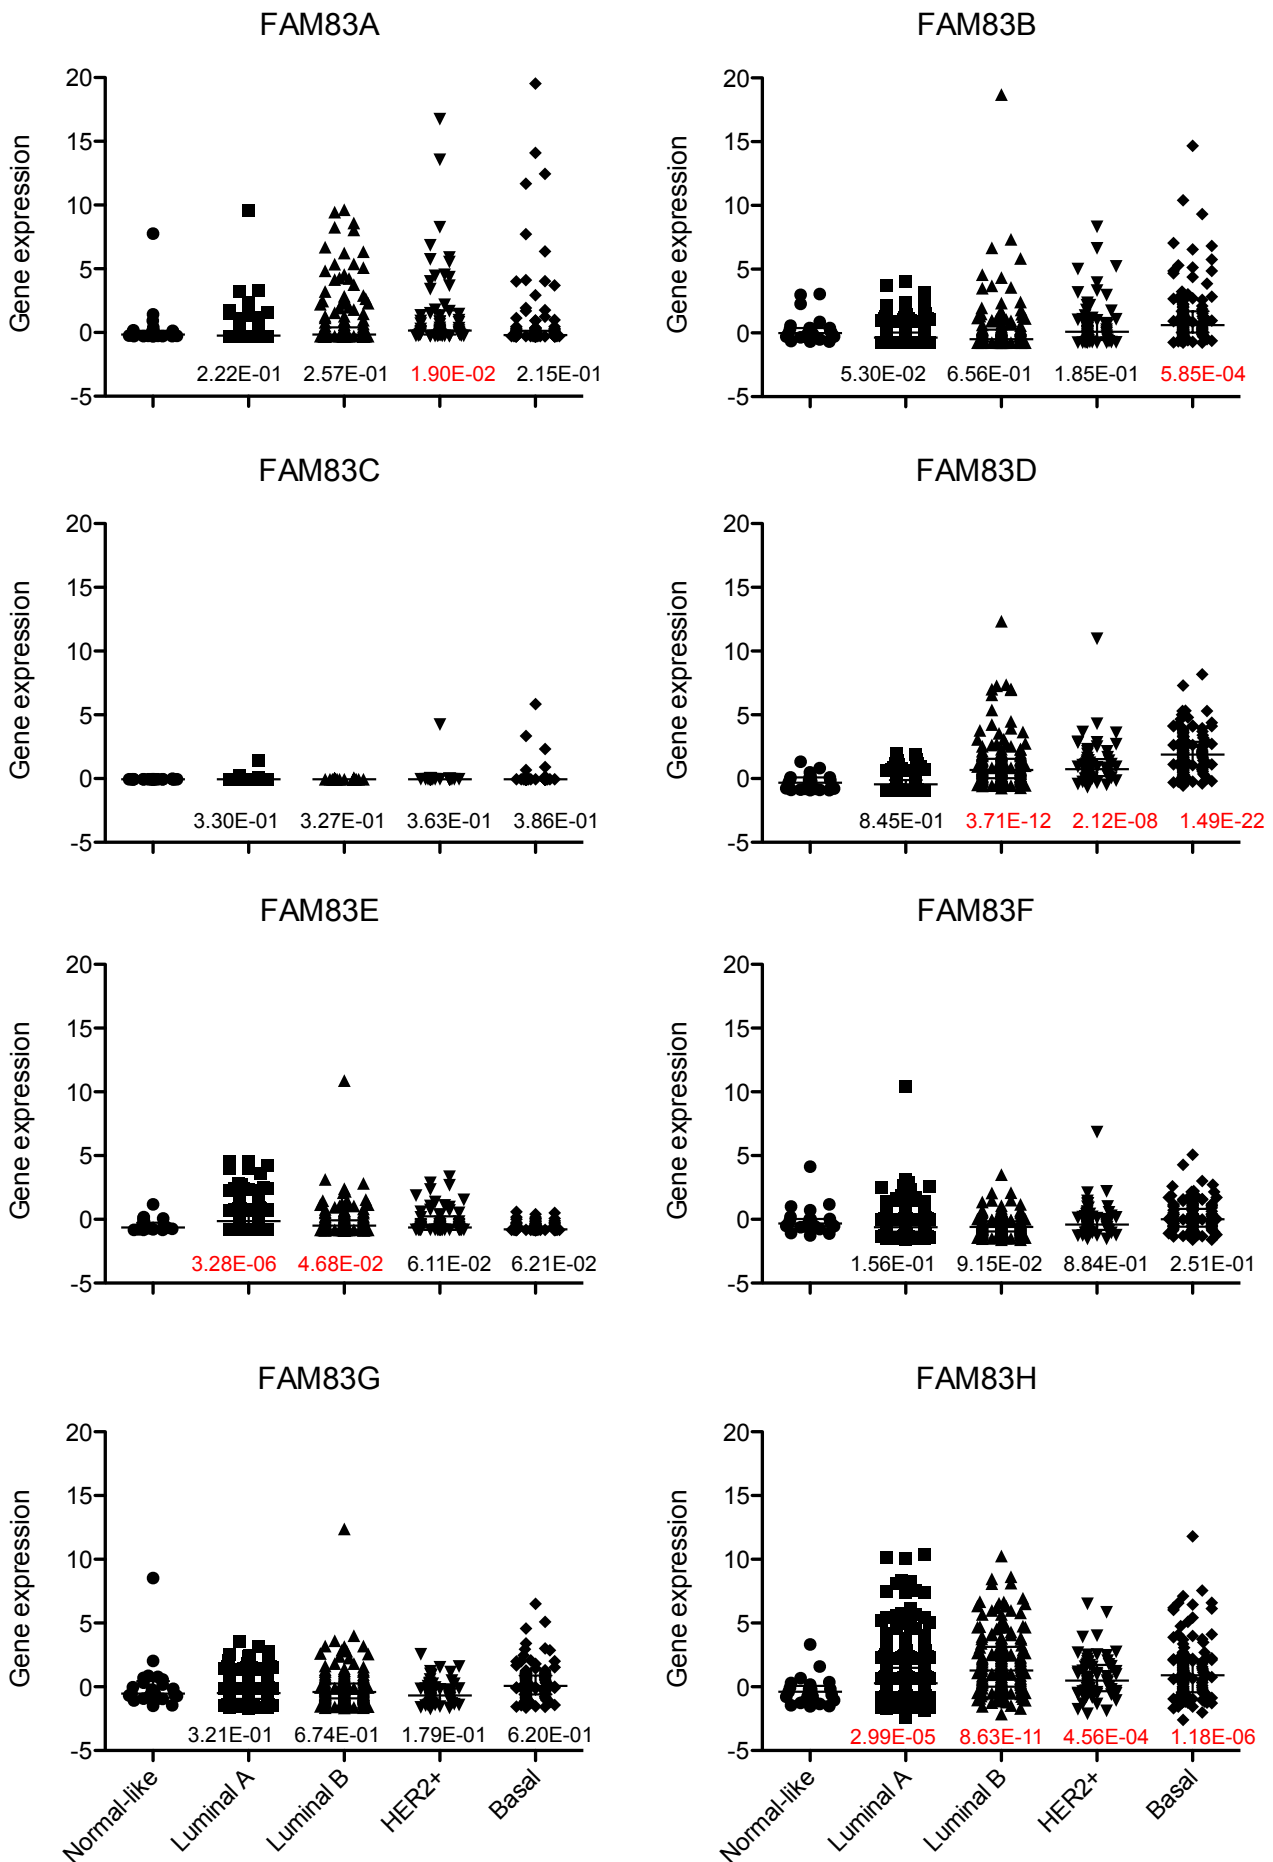 FAM83A
FAM83B
Gene expression
20
15
10
5
0
-5
2.22E-01 2.57E-01 1.90E-02 2.15E-01
Gene expression
20
15
10
5
0
-5
5.30E-02 6.56E-01 1.85E-01 5.85E-04
FAM83C
FAM83D
Gene expression
20
15
10
5
0
-5
3.30E-01 3.27E-01 3.63E-01 3.86E-01
Gene expression
20
15
10
5
0
-5
8.45E-01 3.71E-12 2.12E-08 1.49E-22
FAM83E
FAM83F
Gene expression
20
15
10
5
0
-5
3.28E-06 4.68E-02 6.11E-02 6.21E-02
Gene expression
20
15
10
5
0
-5
1.56E-01 9.15E-02 8.84E-01 2.51E-01
FAM83G
FAM83H
Gene expression
20
15
10
5
0
-5
3.21E-01 6.74E-01 1.79E-01 6.20E-01
Normal-like
Luminal A
Luminal B
HER2+
Basal
Gene expression
20
15
10
5
0
-5
2.99E-05 8.63E-11 4.56E-04 1.18E-06
Normal-like
Luminal A
Luminal B
HER2+
Basal